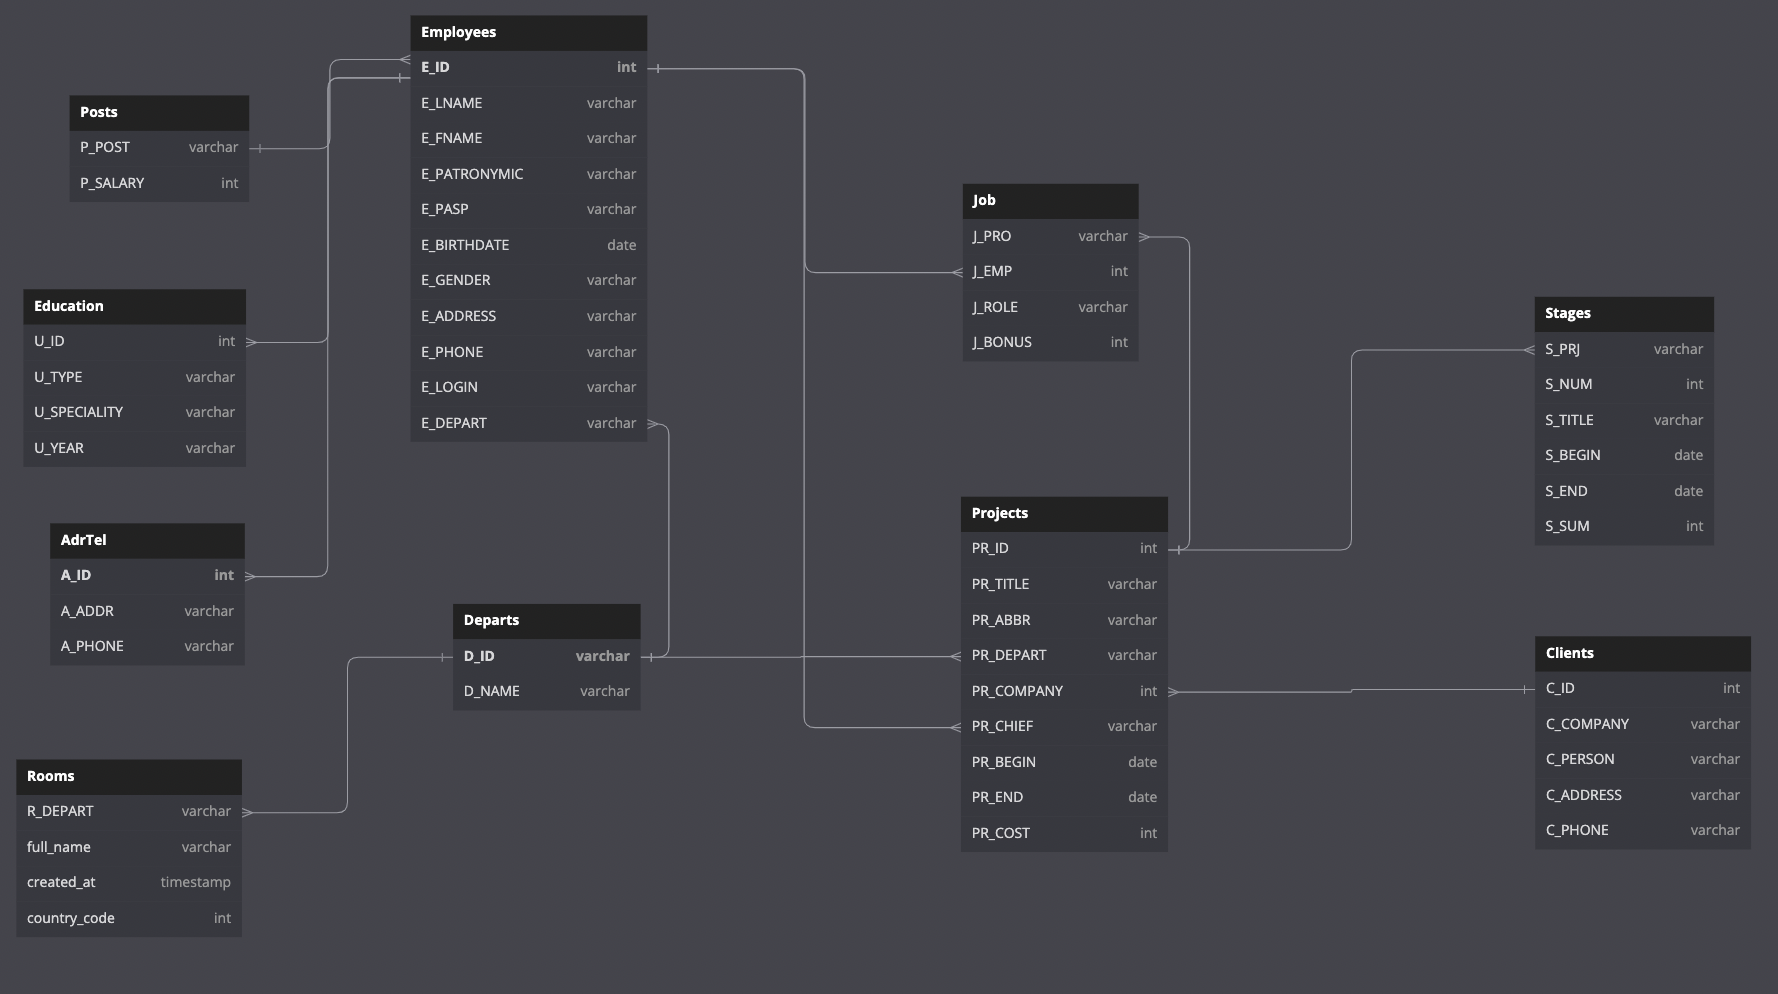 Employees
E_ID int
E_LNAME varchar
E_FNAME varchar
E_PATRONYMIC varchar
E_PASP varchar
E_BIRTHDATE date
E_GENDER varchar
E_ADDRESS varchar
E_PHONE varchar
E_LOGIN varchar
E_DEPART varchar
Posts
P_POST varchar
P_SALARY int
Education
U_ID int
U_TYPE varchar
U_SPECIALITY varchar
U_YEAR varchar
AdrTel
A_ID int
A_ADDR varchar
A_PHONE varchar
Departs
D_ID varchar
D_NAME varchar
Rooms
R_DEPART varchar
full_name varchar
created_at timestamp
country_code int
Job
J_PRO varchar
J_EMP int
J_ROLE varchar
J_BONUS int
Projects
PR_ID int
PR_TITLE varchar
PR_ABBR varchar
PR_DEPART varchar
PR_COMPANY int
PR_CHIEF varchar
PR_BEGIN date
PR_END date
PR_COST int
Stages
S_PRJ varchar
S_NUM int
S_TITLE varchar
S_BEGIN date
S_END date
S_SUM int
Clients
C_ID int
C_COMPANY varchar
C_PERSON varchar
C_ADDRESS varchar
C_PHONE varchar